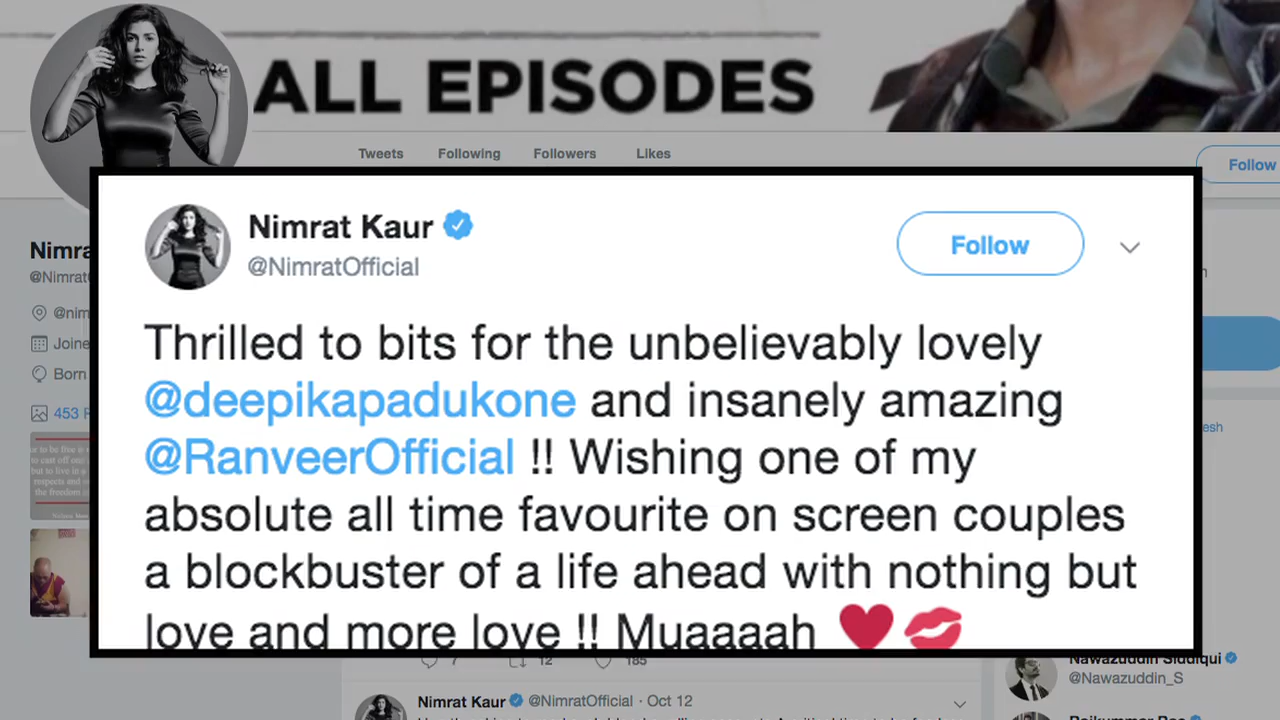 ALL EPISODES
Tweets Following Followers Likes
Follow
Nimrat Kaur
@NimratOfficial
Follow
Thrilled to bits for the unbelievably lovely
@deepikapadukone and insanely amazing
@RanveerOfficial !! Wishing one of my
absolute all time favourite on screen couples
a blockbuster of a life ahead with nothing but
love and more love !! Muaaaah ❤️💋
@nim
Joine
Born
453
7 12 185
Nimrat Kaur @NimratOfficial · Oct 12
Nawazuddin Siddiqui
@Nawazuddin_S